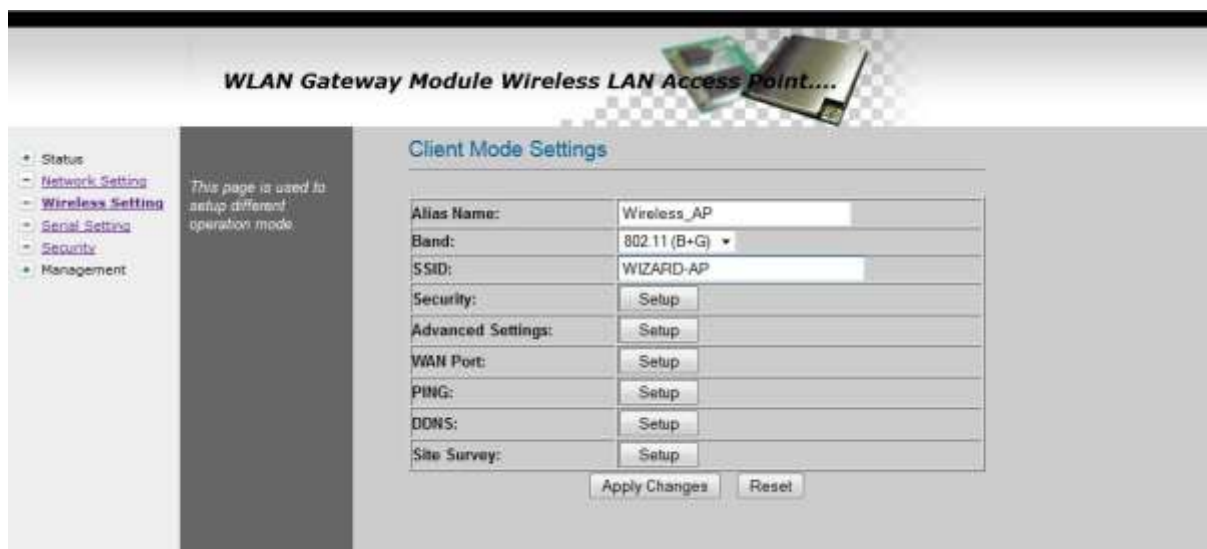 WLAN Gateway Module Wireless LAN Access Point....
Status
Network Setting
Wireless Setting
Serial Setting
Security
Management
This page is used to
setup different
operation mode.
Client Mode Settings
Alias Name: Wireless_AP
Band: 802.11 (B+G)
SSID: WIZARD-AP
Security: Setup
Advanced Settings: Setup
WAN Port: Setup
PING: Setup
DDNS: Setup
Site Survey: Setup
Apply Changes Reset